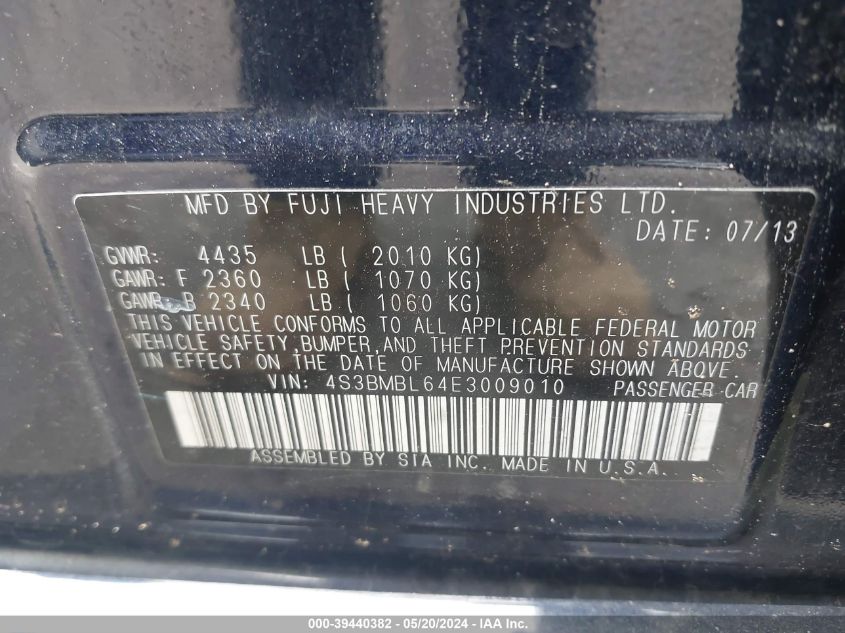 MFD BY FUJI HEAVY INDUSTRIES LTD.
DATE: 07/13
GVWR: 4435 LB ( 2010 KG)
GAWR: F 2360 LB ( 1070 KG)
GAWR: B 2340 LB ( 1060 KG)
THIS VEHICLE CONFORMS TO ALL APPLICABLE FEDERAL MOTOR
VEHICLE SAFETY,BUMPER,AND THEFT PREVENTION STANDARDS
IN EFFECT ON THE DATE OF MANUFACTURE SHOWN ABOVE.
VIN: 4S3BMBL64E3009010 PASSENGER CAR
ASSEMBLED BY SIA INC. MADE IN U.S.A.
000-39440382 | 05/20/2024 - IAA Inc.